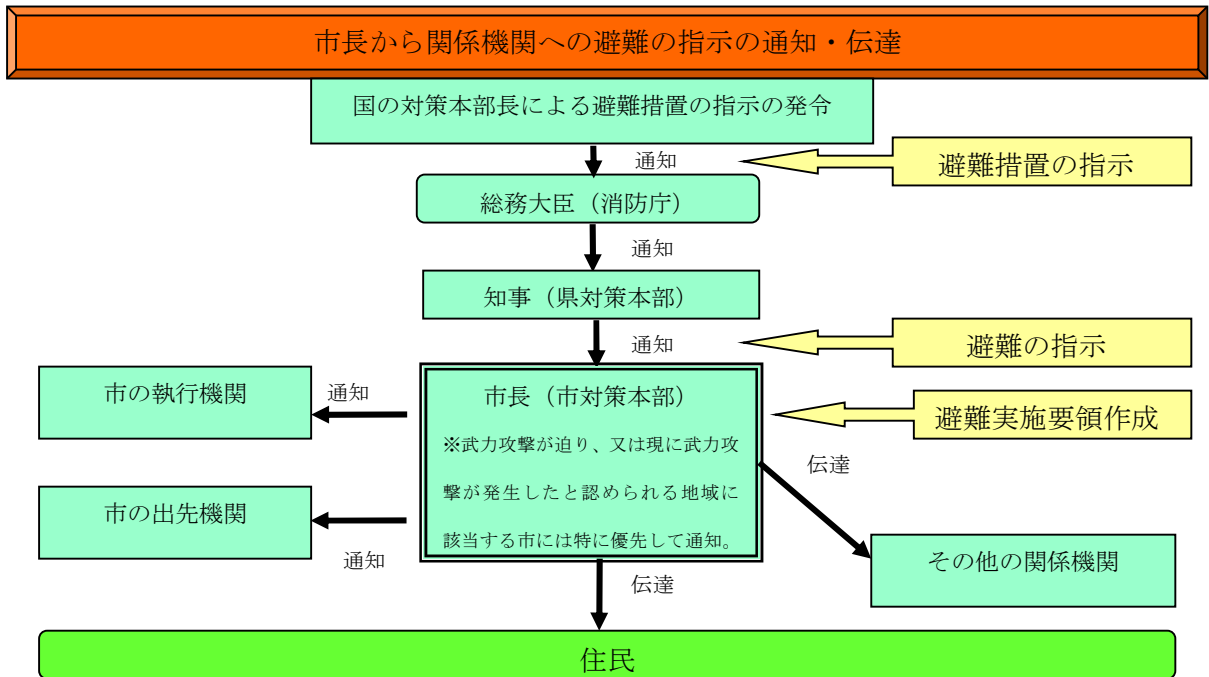 市長から関係機関への避難の指示の通知・伝達
国の対策本部長による避難措置の指示の発令
通知
避難措置の指示
総務大臣（消防庁）
通知
知事（県対策本部）
通知
避難の指示
市の執行機関
通知
市長（市対策本部）
※武力攻撃が迫り、又は現に武力攻
撃が発生したと認められる地域に
該当する市には特に優先して通知。
避難実施要領作成
伝達
市の出先機関
通知
その他の関係機関
伝達
住民